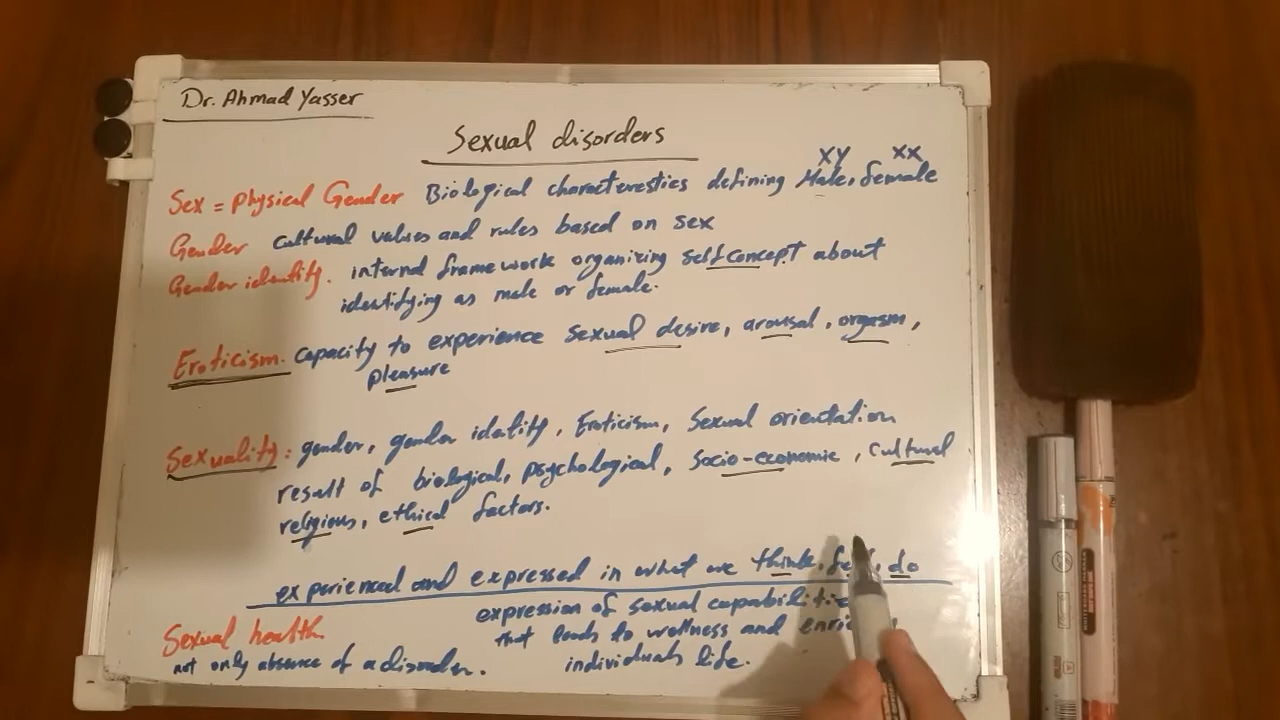 Dr. Ahmad Yasser
Sexual disorders
XY XX
Sex = Physical Gender Biological characteresties defining Male, female
Gender cultural values and rules based on sex
Gender identity. internal framework organizing self concept about
identifying as male or female.
Eroticism. capacity to experience sexual desire, arousal, orgasm,
pleasure
Sexuality: gender, gender idetity, Eroticism, Sexual orientation
result of biological, psychological, socio-economic, cultural
religious, ethical factors.
experienced and expressed in what we think, feel, do
Sexual health expression of sexual capabilities
that leads to wellness and
not only absence of a disorder. individuals life.